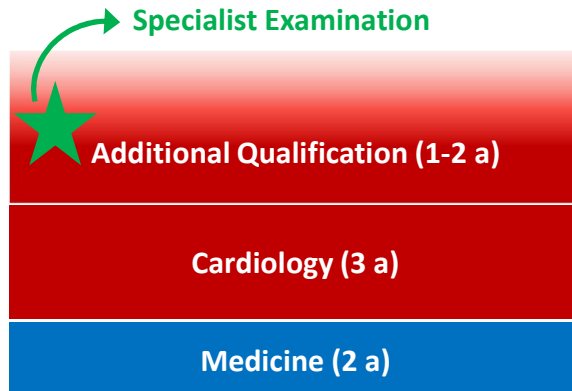 Specialist Examination
Additional Qualification (1-2 a)
Cardiology (3 a)
Medicine (2 a)